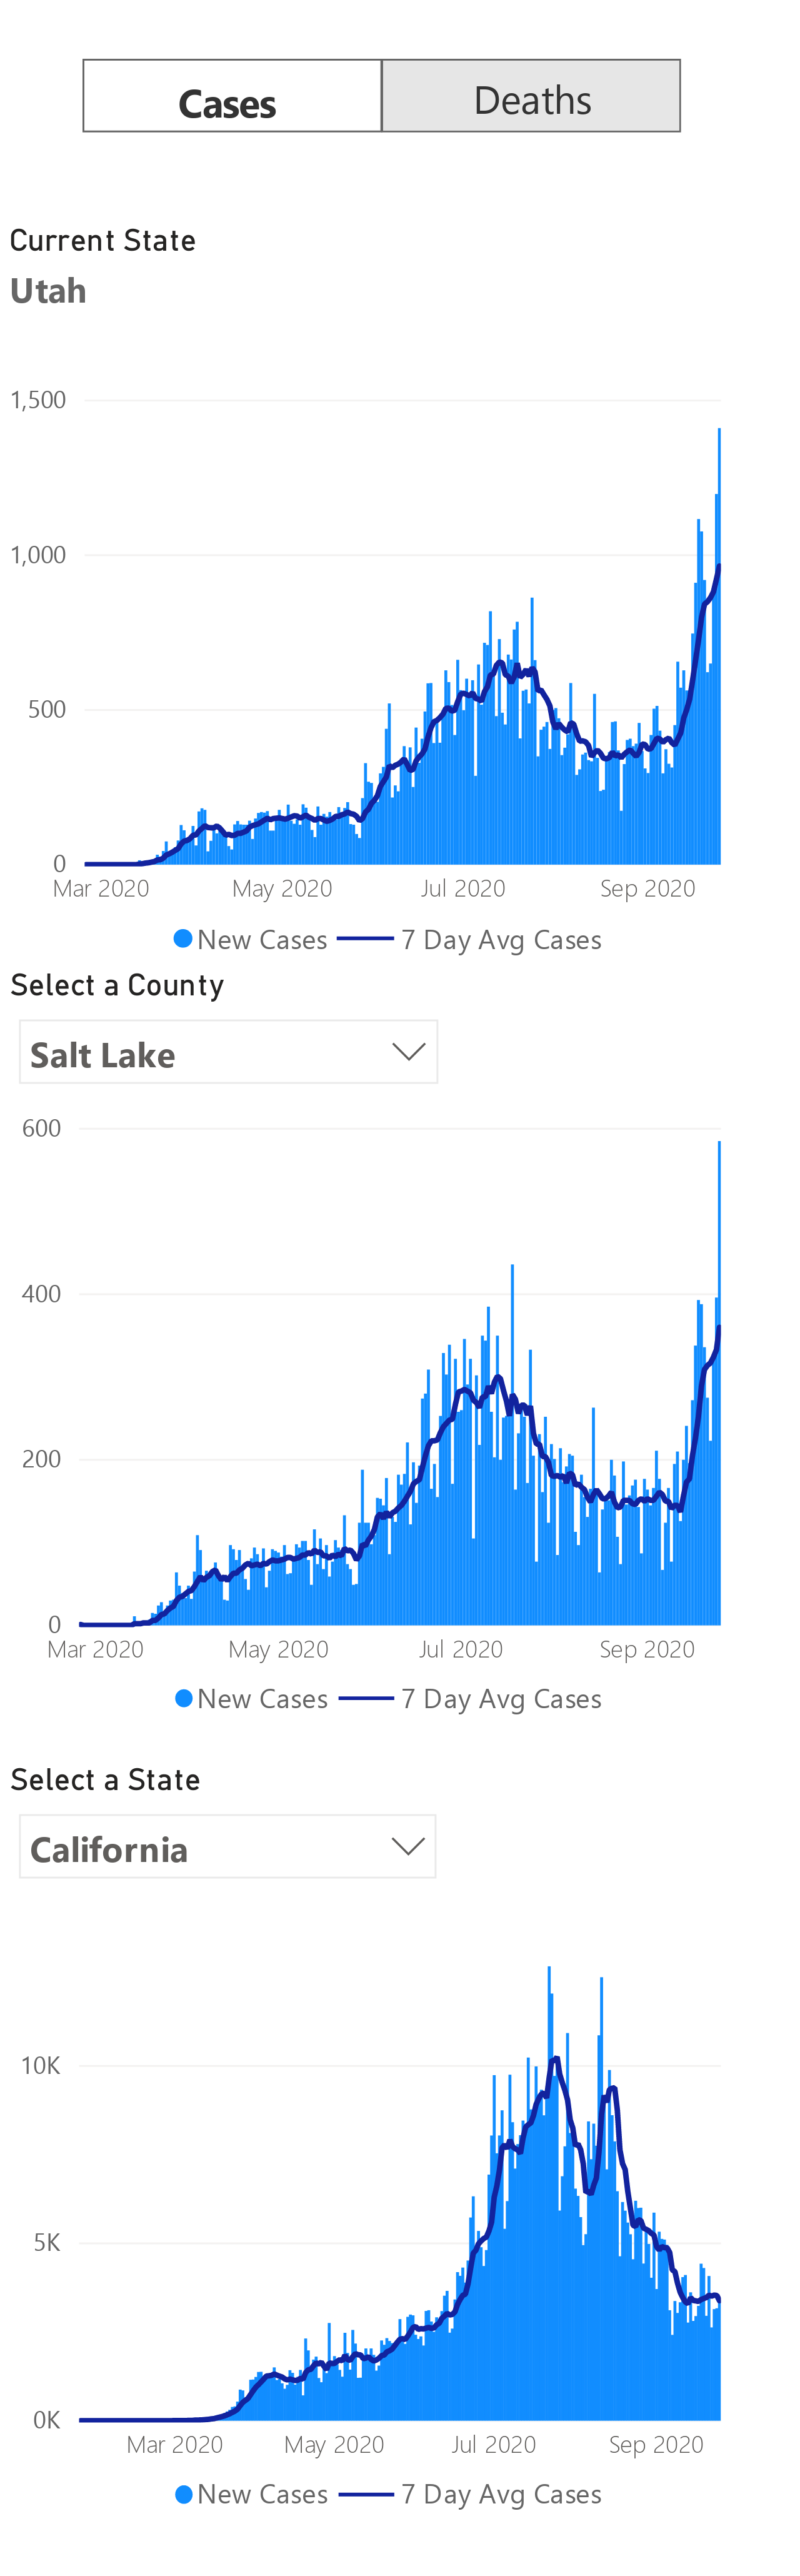 Cases Deaths
Current State
Utah
1,500
1,000
500
0
Mar 2020 May 2020 Jul 2020 Sep 2020
New Cases 7 Day Avg Cases
Select a County
Salt Lake
600
400
200
0
Mar 2020 May 2020 Jul 2020 Sep 2020
New Cases 7 Day Avg Cases
Select a State
California
10K
5K
0K
Mar 2020 May 2020 Jul 2020 Sep 2020
New Cases 7 Day Avg Cases